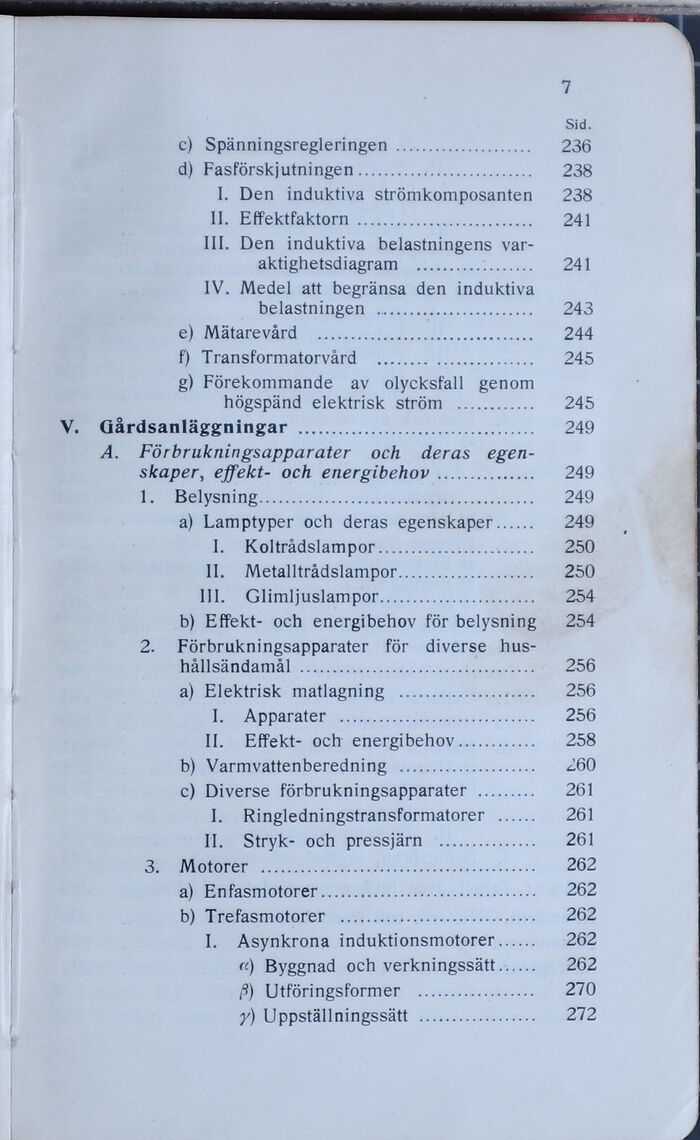 7
Sid.
c) Spänningsregleringen ..................... 236
d) Fasförskjutningen ........................... 238
I. Den induktiva strömkomposanten 238
II. Effektfaktorn ........................... 241
III. Den induktiva belastningens var-
aktighetsdiagram .................. 241
IV. Medel att begränsa den induktiva
belastningen ........................ 243
e) Mätarevård ................................. 244
f) Transformatorvård ........................ 245
g) Förekommande av olycksfall genom
högspänd elektrisk ström ............ 245
V. Gårdsanläggningar .................................... 249
A. Förbrukningsapparater och deras egen-
skaper, effekt- och energibehov ............... 249
1. Belysning .......................................... 249
a) Lamptyper och deras egenskaper ...... 249
I. Koltrådslampor ........................ 250
II. Metalltrådslampor ..................... 250
III. Glimljuslampor ........................ 254
b) Effekt- och energibehov för belysning 254
2. Förbrukningsapparater för diverse hus-
hållsändamål .................................... 256
a) Elektrisk matlagning ..................... 256
I. Apparater .............................. 256
II. Effekt- och energibehov ............ 258
b) Varmvattenberedning ..................... 260
c) Diverse förbrukningsapparater ......... 261
I. Ringledningstransformatorer ...... 261
II. Stryk- och pressjärn ............... 261
3. Motorer .......................................... 262
a) Enfasmotorer ................................. 262
b) Trefasmotorer .............................. 262
I. Asynkrona induktionsmotorer ...... 262
α) Byggnad och verkningssätt ...... 262
β) Utföringsformer .................. 270
γ) Uppställningssätt .................. 272